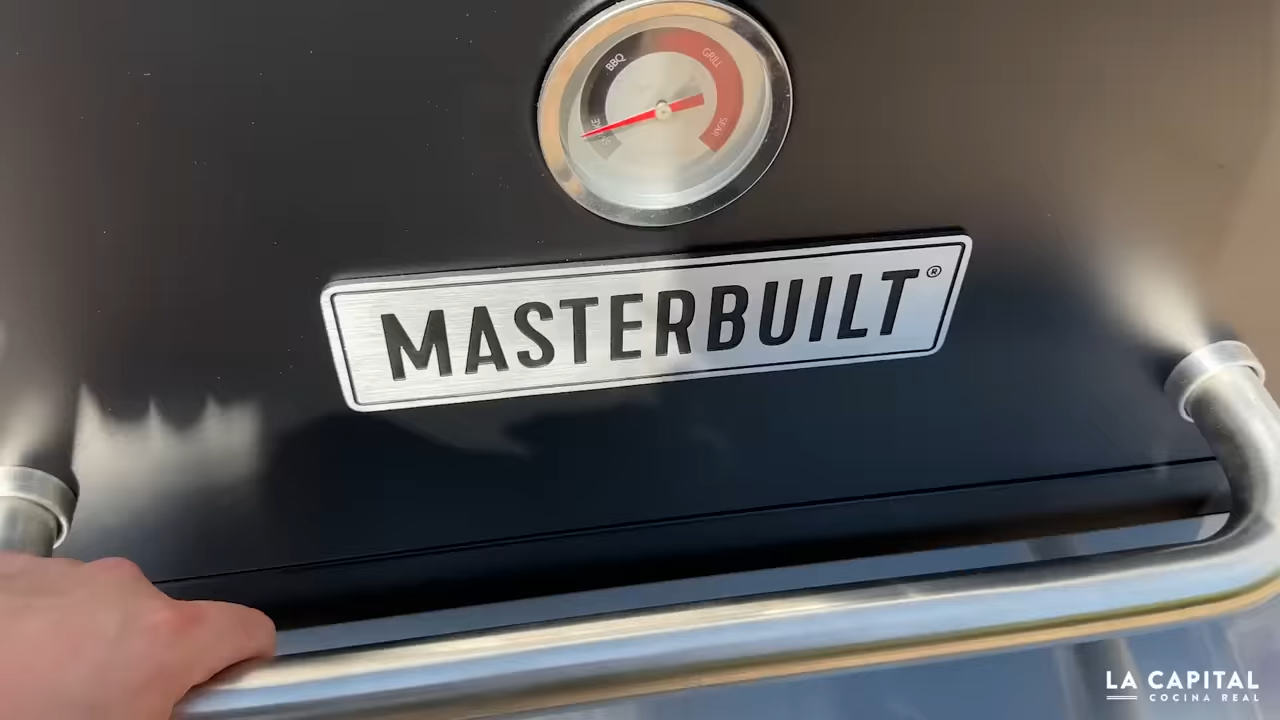 BBQ
GRILL
SEAR
MASTERBUILT®
LA CAPITAL
COCINA REAL